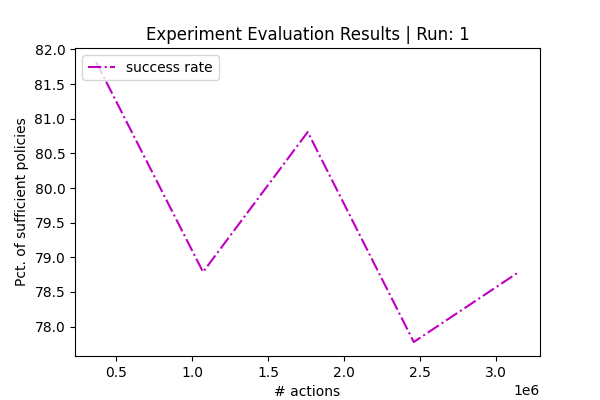 Experiment Evaluation Results | Run: 1
success rate
Pct. of sufficient policies
82.0
81.5
81.0
80.5
80.0
79.5
79.0
78.5
78.0
0.5 1.0 1.5 2.0 2.5 3.0
1e6
# actions